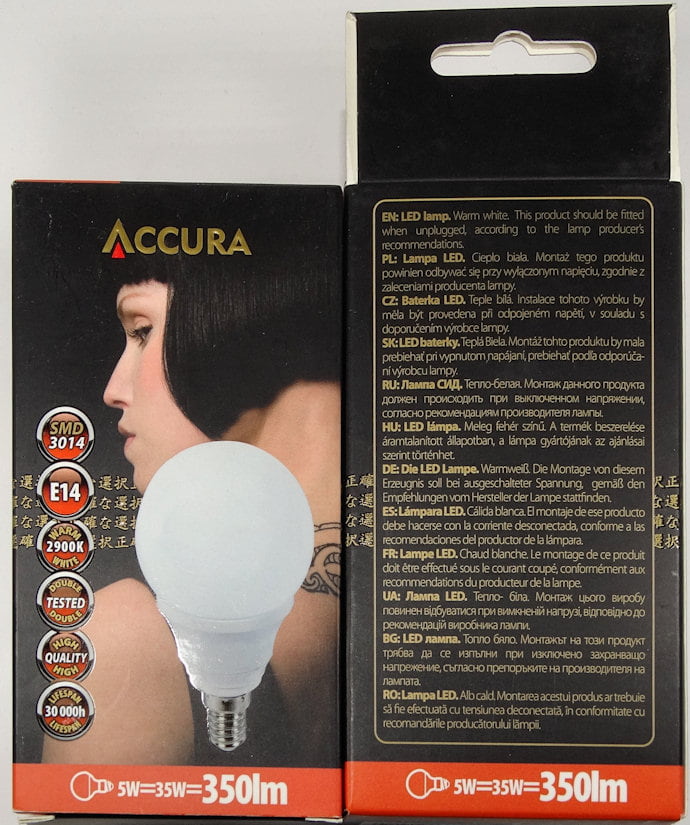 ACCURA
SMD
3014
E14
WARM
2900K
WHITE
DOUBLE
TESTED
DOUBLE
HIGH
QUALITY
HIGH
LIFESPAN
30 000h
LIFESPAN
5W=35W=350lm
EN: LED lamp. Warm white. This product should be fitted
when unplugged, according to the lamp producer's
recommendations.
PL: Lampa LED. Cieplo biala. Montaż tego produktu
powinien odbywać się przy wyłączonym napięciu, zgodnie z
zaleceniami producenta lampy.
CZ: Baterka LED. Teple bílá. Instalace tohoto výrobku by
měla být provedena při odpojeném napětí, v souladu s
doporučením výrobce lampy.
SK: LED baterky. Teplá Biela. Montáž tohto produktu by mala
prebiehať pri vypnutom napájaní, prebiehať podľa odporúča-
ní výrobcu lampy.
RU: Лампа СИД. Тепло-белая. Монтаж данного продукта
должен происходить при выключенном напряжении,
согласно рекомендациям производителя лампы.
HU: LED lámpa. Meleg fehér színű. A termék beszerelése
áramtalanított állapotban, a lámpa gyártójának az ajánlásai
szerint történhet.
DE: Die LED Lampe. Warmweiß. Die Montage von diesem
Erzeugnis soll bei ausgeschalteter Spannung, gemäß den
Empfehlungen vom Hersteller der Lampe stattfinden.
ES: Lámpara LED. Cálida blanca. El montaje de ese producto
debe hacerse con la corriente desconectada, conforme a las
recomendaciones del productor de la lámpara.
FR: Lampe LED. Chaud blanche. Le montage de ce produit
doit être effectué sous le courant coupé, conformément aux
recommendations du producteur de la lampe.
UA: Лампа LED. Тепло- біла. Монтаж цього виробу
повинен відбуватися при вимкненій напрузі, відповідно до
рекомендацій виробника лампи.
BG: LED лампа. Топло бяло. Монтажът на този продукт
трябва да се изпълни при изключено захранващо
напрежение, съгласно препоръките на производителя на
лампата.
RO: Lampa LED. Alb cald. Montarea acestui produs ar trebuie
să fie efectuată cu tensiunea deconectată, în conformitate cu
recomandările producătorului lămpii.
5W=35W=350lm